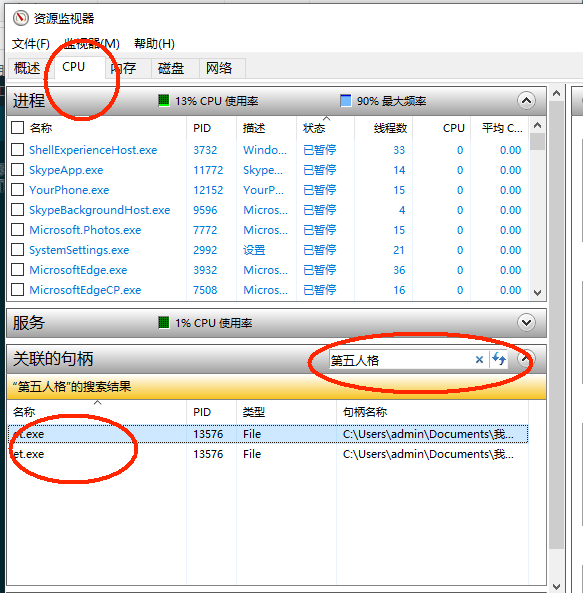 资源监视器
文件(F) 监视器(M) 帮助(H)
概述 CPU 内存 磁盘 网络
进程 13% CPU 使用率 90% 最大频率
名称 PID 描述 状态 线程数 CPU 平均 C...
ShellExperienceHost.exe 3732 Windo... 已暂停 33 0 0.00
SkypeApp.exe 11772 Skype... 已暂停 14 0 0.00
YourPhone.exe 12152 YourP... 已暂停 15 0 0.00
SkypeBackgroundHost.exe 9596 Micros... 已暂停 4 0 0.00
Microsoft.Photos.exe 7772 Micros... 已暂停 15 0 0.00
SystemSettings.exe 2992 设置 已暂停 21 0 0.00
MicrosoftEdge.exe 3932 Micros... 已暂停 36 0 0.00
MicrosoftEdgeCP.exe 7508 Micros... 已暂停 16 0 0.00
服务 1% CPU 使用率
关联的句柄 第五人格
“第五人格”的搜索结果
名称 PID 类型 句柄名称
et.exe 13576 File C:\Users\admin\Documents\我...
et.exe 13576 File C:\Users\admin\Documents\我...